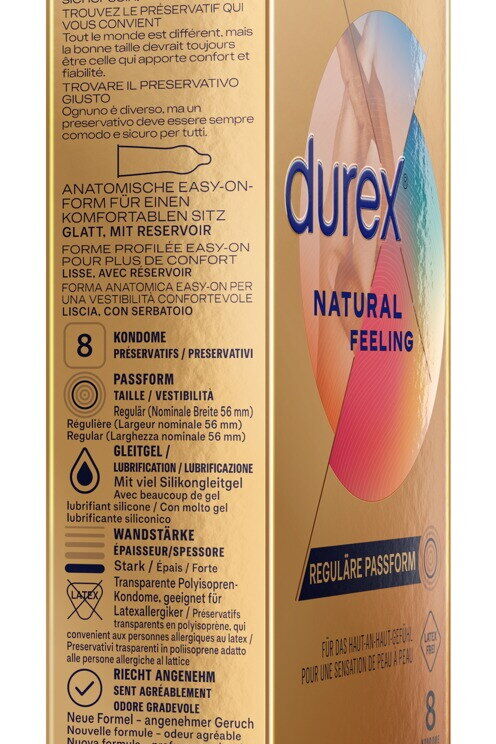 TROUVEZ LE PRÉSERVATIF QUI
VOUS CONVIENT
Tout le monde est différent, mais
la bonne taille devrait toujours
être celle qui apporte confort et
fiabilité.
TROVARE IL PRESERVATIVO
GIUSTO
Ognuno è diverso, ma un
preservativo deve essere sempre
comodo e sicuro per tutti.
ANATOMISCHE EASY-ON-
FORM FÜR EINEN
KOMFORTABLEN SITZ
GLATT, MIT RESERVOIR
FORME PROFILÉE EASY-ON
POUR PLUS DE CONFORT
LISSE, AVEC RÉSERVOIR
FORMA ANATOMICA EASY-ON PER
UNA VESTIBILITÀ CONFORTEVOLE
LISCIA, CON SERBATOIO
8 KONDOME
PRÉSERVATIFS / PRESERVATIVI
PASSFORM
TAILLE / VESTIBILITÀ
Regulär (Nominale Breite 56 mm)
Régulière (Largeur nominale 56 mm)
Regular (Larghezza nominale 56 mm)
GLEITGEL /
LUBRIFICATION / LUBRIFICAZIONE
Mit viel Silikongleitgel
Avec beaucoup de gel
lubrifiant silicone / Con molto gel
lubrificante siliconico
WANDSTÄRKE
ÉPAISSEUR/SPESSORE
Stark / Épais / Forte
LATEX
Transparente Polyisopren-
Kondome, geeignet für
Latexallergiker / Préservatifs
transparents en polyisoprène, qui
convienent aux personnes allergiques au latex /
Preservativi trasparenti in poliisoprene adatto
alle persone allergiche al lattice
RIECHT ANGENEHM
SENT AGRÉABLEMENT
ODORE GRADEVOLE
Neue Formel – angenehmer Geruch
Nouvelle formule – odeur agréable
Nuova formule –
durex®
NATURAL
FEELING
REGULÄRE PASSFORM
FÜR DAS HAUT-AN-HAUT-GEFÜHL
POUR UNE SENSATION DE PEAU À PEAU
LATEX
FREE
8
KONDOME